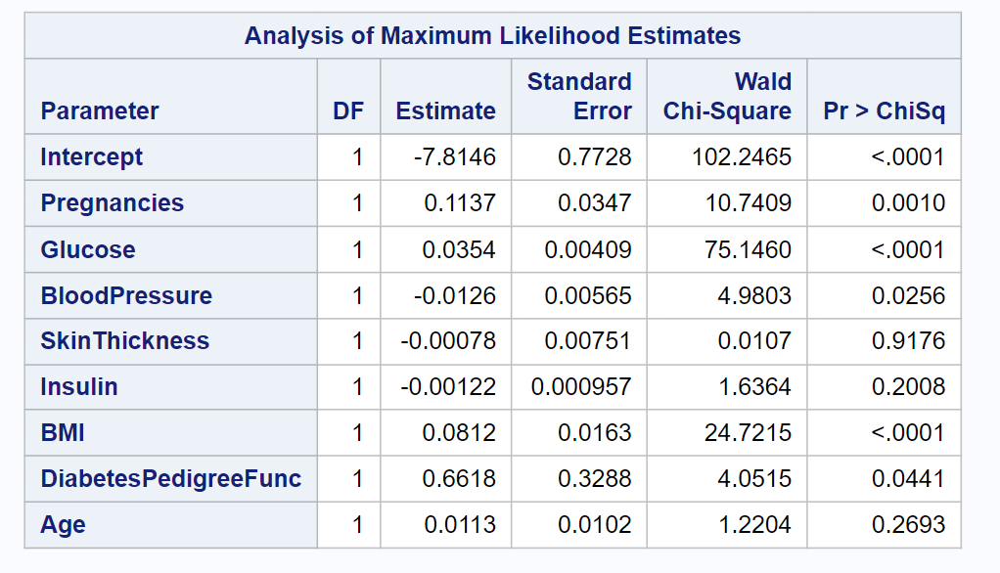 Analysis of Maximum Likelihood Estimates
Parameter DF Estimate Standard Error Wald Chi-Square Pr > ChiSq
Intercept 1 -7.8146 0.7728 102.2465 <.0001
Pregnancies 1 0.1137 0.0347 10.7409 0.0010
Glucose 1 0.0354 0.00409 75.1460 <.0001
BloodPressure 1 -0.0126 0.00565 4.9803 0.0256
SkinThickness 1 -0.00078 0.00751 0.0107 0.9176
Insulin 1 -0.00122 0.000957 1.6364 0.2008
BMI 1 0.0812 0.0163 24.7215 <.0001
DiabetesPedigreeFunc 1 0.6618 0.3288 4.0515 0.0441
Age 1 0.0113 0.0102 1.2204 0.2693